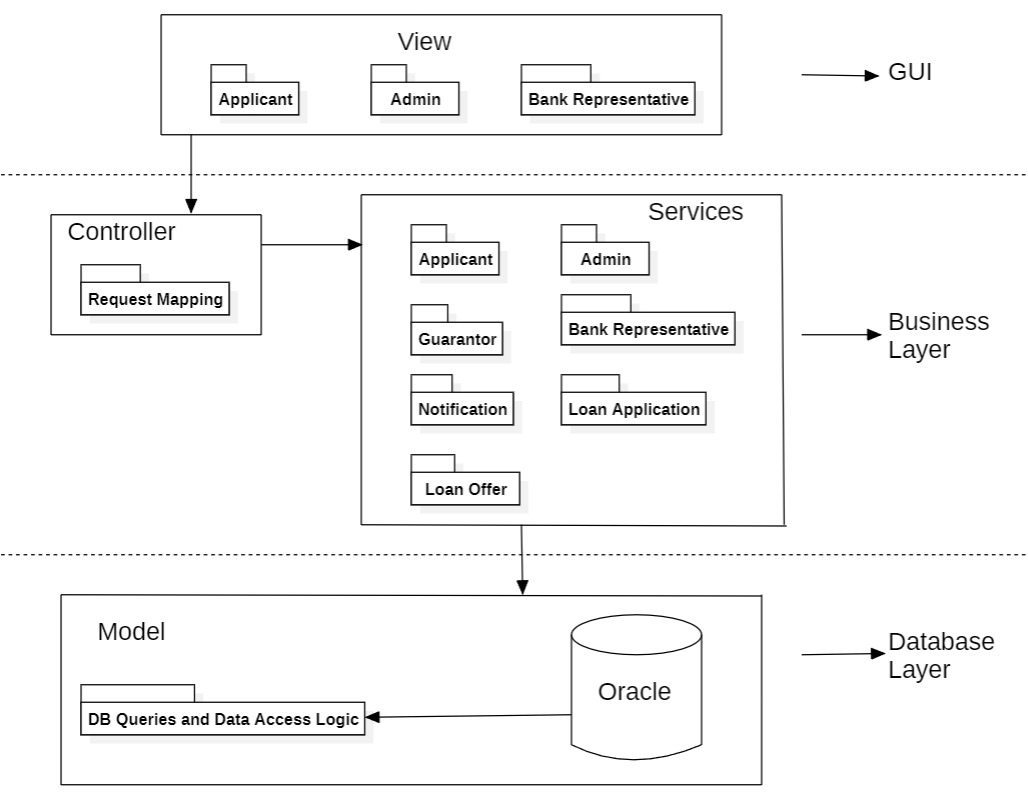 View
Applicant
Admin
Bank Representative
GUI
Controller
Request Mapping
Services
Applicant
Admin
Guarantor
Bank Representative
Notification
Loan Application
Loan Offer
Business
Layer
Model
DB Queries and Data Access Logic
Oracle
Database
Layer